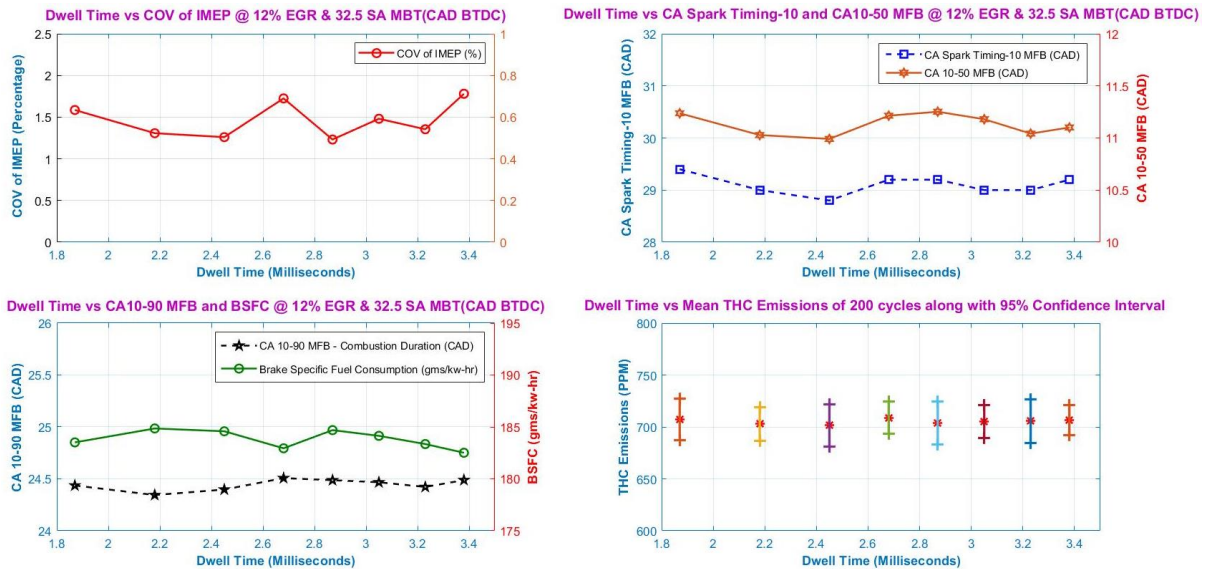 Dwell Time vs COV of IMEP @ 12% EGR & 32.5 SA MBT(CAD BTDC)
2.5
2
1.5
1
0.5
0
COV of IMEP (Percentage)
COV of IMEP (%)
1
0.8
0.6
0.4
0.2
0
1.8 2 2.2 2.4 2.6 2.8 3 3.2 3.4
Dwell Time (Milliseconds)
Dwell Time vs CA Spark Timing-10 and CA10-50 MFB @ 12% EGR & 32.5 SA MBT(CAD BTDC)
32
31
30
29
28
CA Spark Timing-10 MFB (CAD)
CA Spark Timing-10 MFB (CAD)
CA 10-50 MFB (CAD)
12
11.5
11
10.5
10
CA 10-50 MFB (CAD)
1.8 2 2.2 2.4 2.6 2.8 3 3.2 3.4
Dwell Time (Milliseconds)
Dwell Time vs CA10-90 MFB and BSFC @ 12% EGR & 32.5 SA MBT(CAD BTDC)
26
25.5
25
24.5
24
CA 10-90 MFB (CAD)
CA 10-90 MFB - Combustion Duration (CAD)
Brake Specific Fuel Consumption (gms/kw-hr)
195
190
185
180
175
BSFC (gms/kw-hr)
1.8 2 2.2 2.4 2.6 2.8 3 3.2 3.4
Dwell Time (Milliseconds)
Dwell Time vs Mean THC Emissions of 200 cycles along with 95% Confidence Interval
800
750
700
650
600
THC Emissions (PPM)
1.8 2 2.2 2.4 2.6 2.8 3 3.2 3.4
Dwell Time (Milliseconds)